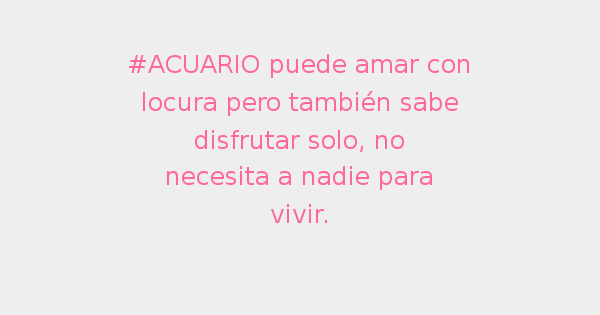 #ACUARIO puede amar con
locura pero también sabe
disfrutar solo, no
necesita a nadie para
vivir.